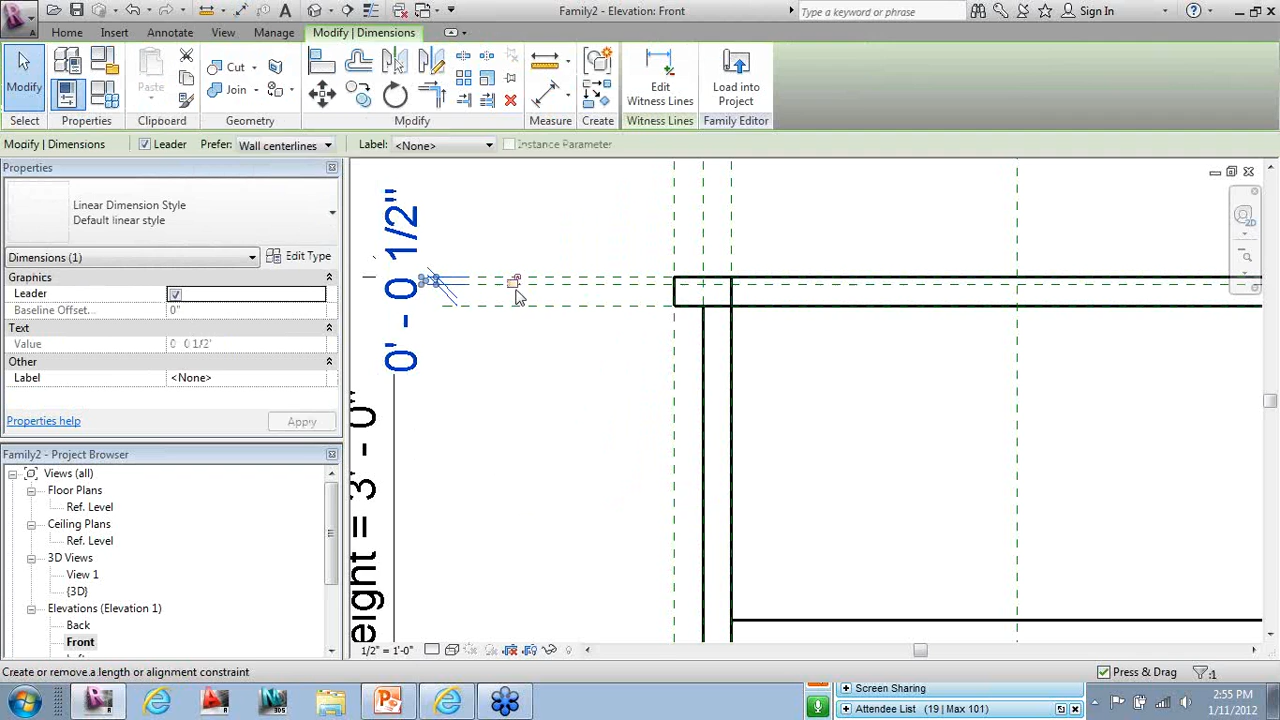 Family2 - Elevation: Front
Type a keyword or phrase
Sign In
Home
Insert
Annotate
View
Manage
Modify | Dimensions
Modify
Paste
Cut
Join
Edit
Witness Lines
Load into
Project
Select
Properties
Clipboard
Geometry
Modify
Measure
Create
Witness Lines
Family Editor
Modify | Dimensions
Leader
Prefer:
Wall centerlines
Label:
<None>
Instance Parameter
Properties
Linear Dimension Style
Default linear style
Dimensions (1)
Edit Type
Graphics
Leader
Baseline Offset...
0"
Text
Value
0 0 1/2'
Other
Label
<None>
Properties help
Apply
0' - 0 1/2"
eight = 3' - 0"
2D
Family2 - Project Browser
Views (all)
Floor Plans
Ref. Level
Ceiling Plans
Ref. Level
3D Views
View 1
{3D}
Elevations (Elevation 1)
Back
Front
1/2" = 1'-0"
Create or remove a length or alignment constraint
Press & Drag
:1
Screen Sharing
Attendee List (19 | Max 101)
2:55 PM
1/11/2012